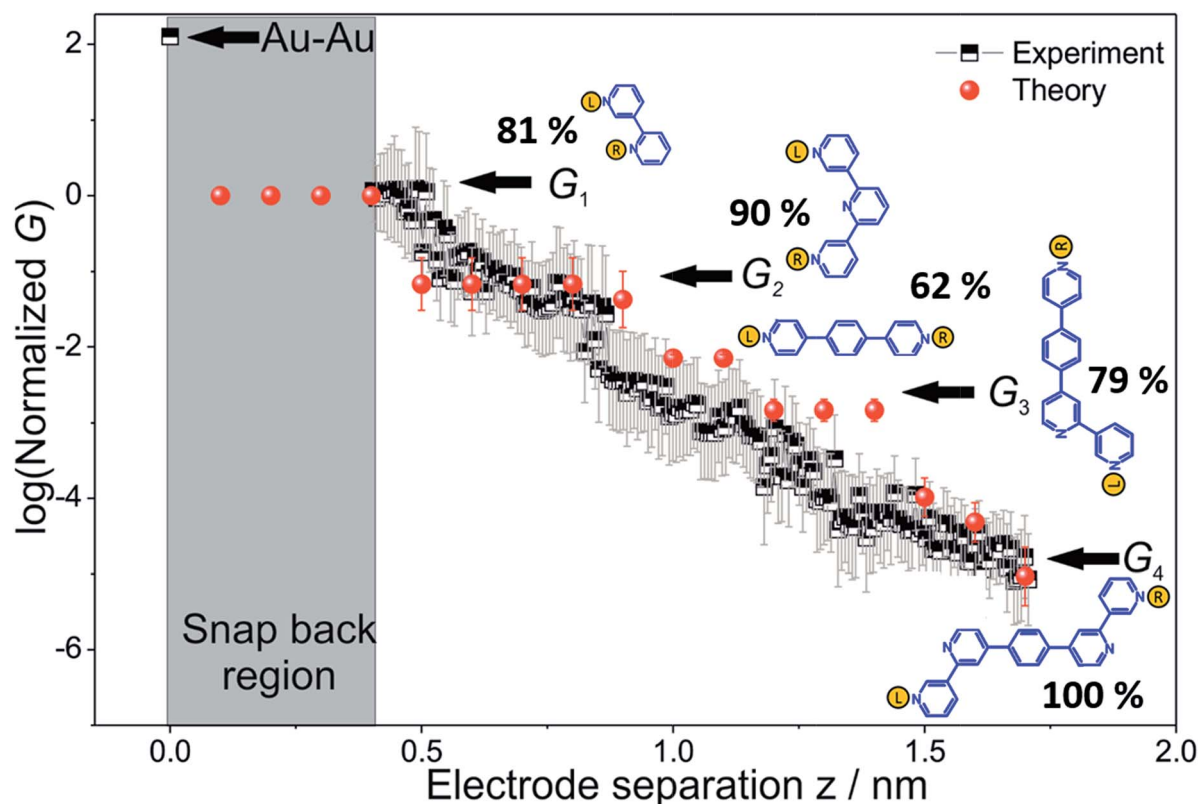 2
0
-2
-4
-6
log(Normalized G)
Au-Au
Experiment
Theory
81 %
L
N
R
N
G1
90 %
L
N
N
R
N
G2
62 %
L
N
N
R
R
N
79 %
G3
N
N
L
G4
N
R
N
N
L
N
100 %
Snap back
region
0.0
0.5
1.0
1.5
2.0
Electrode separation z / nm